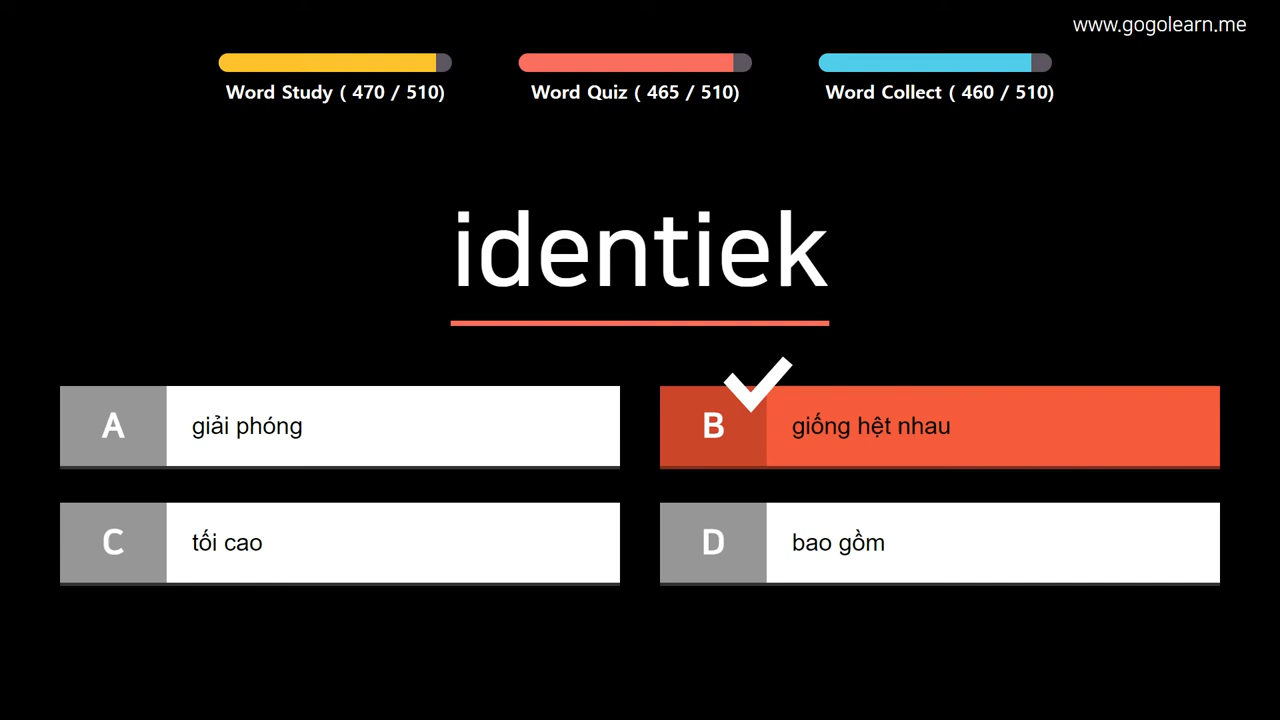 www.gogolearn.me
Word Study ( 470 / 510)
Word Quiz ( 465 / 510)
Word Collect ( 460 / 510)
identiek
A giải phóng
B giống hệt nhau
C tối cao
D bao gồm